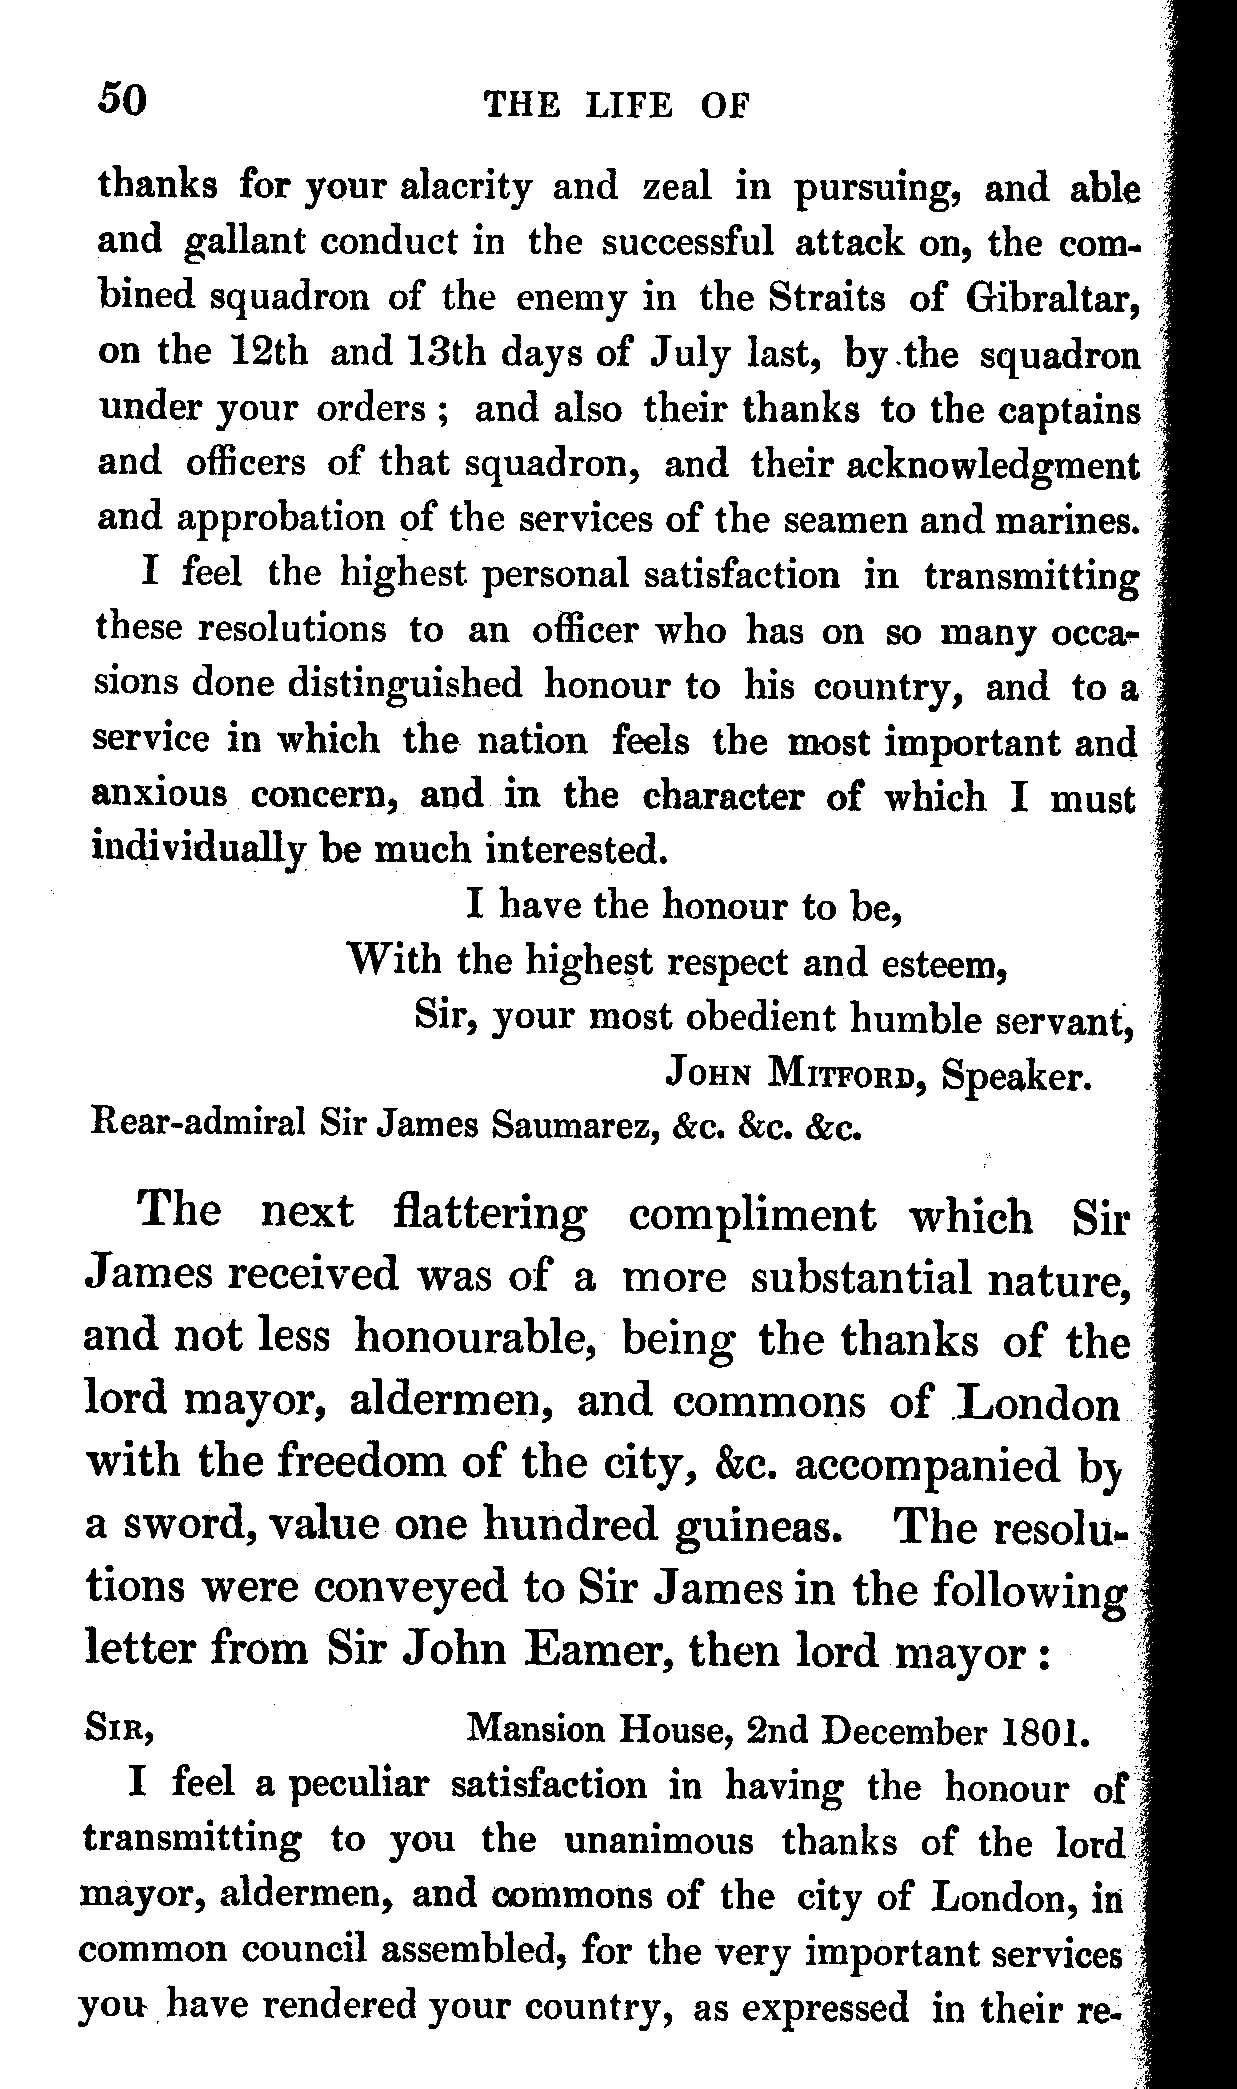 50 THE LIFE OF
thanks for your alacrity and zeal in pursuing, and able
and gallant conduct in the successful attack on, the com-
bined squadron of the enemy in the Straits of Gibraltar,
on the 12th and 13th days of July last, by the squadron
under your orders ; and also their thanks to the captains
and officers of that squadron, and their acknowledgment
and approbation of the services of the seamen and marines.
I feel the highest personal satisfaction in transmitting
these resolutions to an officer who has on so many occa-
sions done distinguished honour to his country, and to a
service in which the nation feels the most important and
anxious concern, and in the character of which I must
individually be much interested.
I have the honour to be,
With the highest respect and esteem,
Sir, your most obedient humble servant,
JOHN MITFORD, Speaker.
Rear-admiral Sir James Saumarez, &c. &c. &c.
The next flattering compliment which Sir
James received was of a more substantial nature,
and not less honourable, being the thanks of the
lord mayor, aldermen, and commons of London
with the freedom of the city, &c. accompanied by
a sword, value one hundred guineas. The resolu-
tions were conveyed to Sir James in the following
letter from Sir John Eamer, then lord mayor :
SIR, Mansion House, 2nd December 1801.
I feel a peculiar satisfaction in having the honour of
transmitting to you the unanimous thanks of the lord
mayor, aldermen, and commons of the city of London, in
common council assembled, for the very important services
you have rendered your country, as expressed in their re-